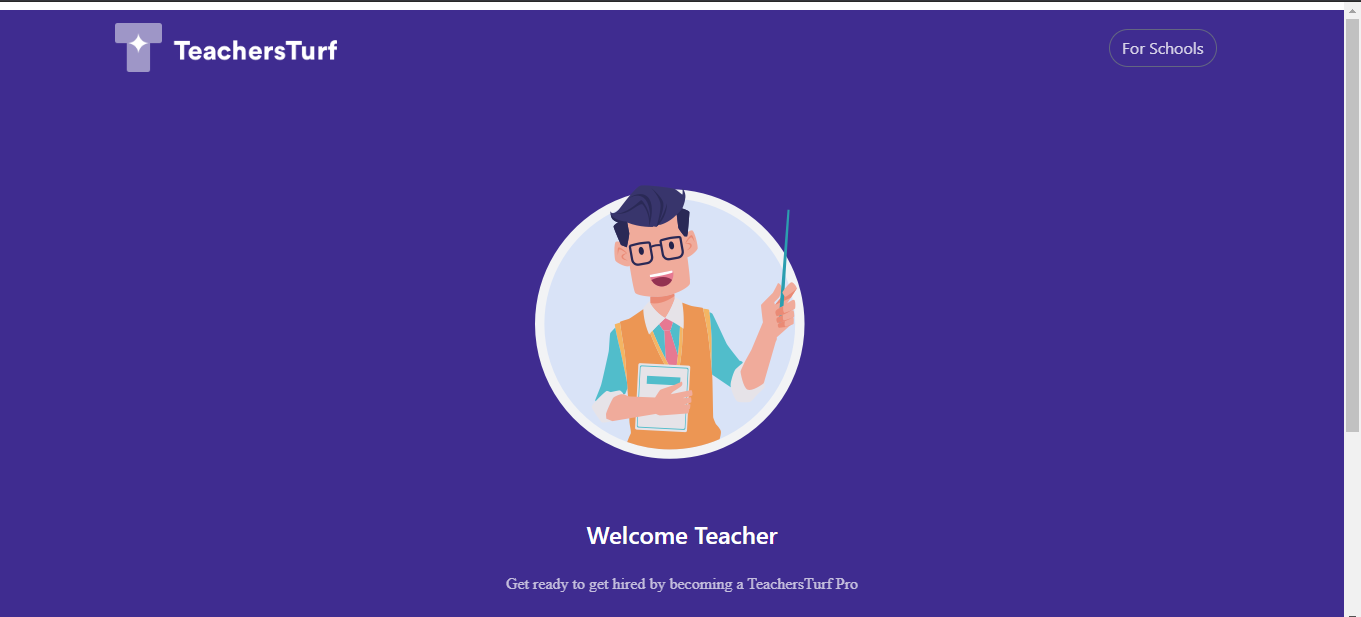 TeachersTurf
For Schools
Welcome Teacher
Get ready to get hired by becoming a TeachersTurf Pro